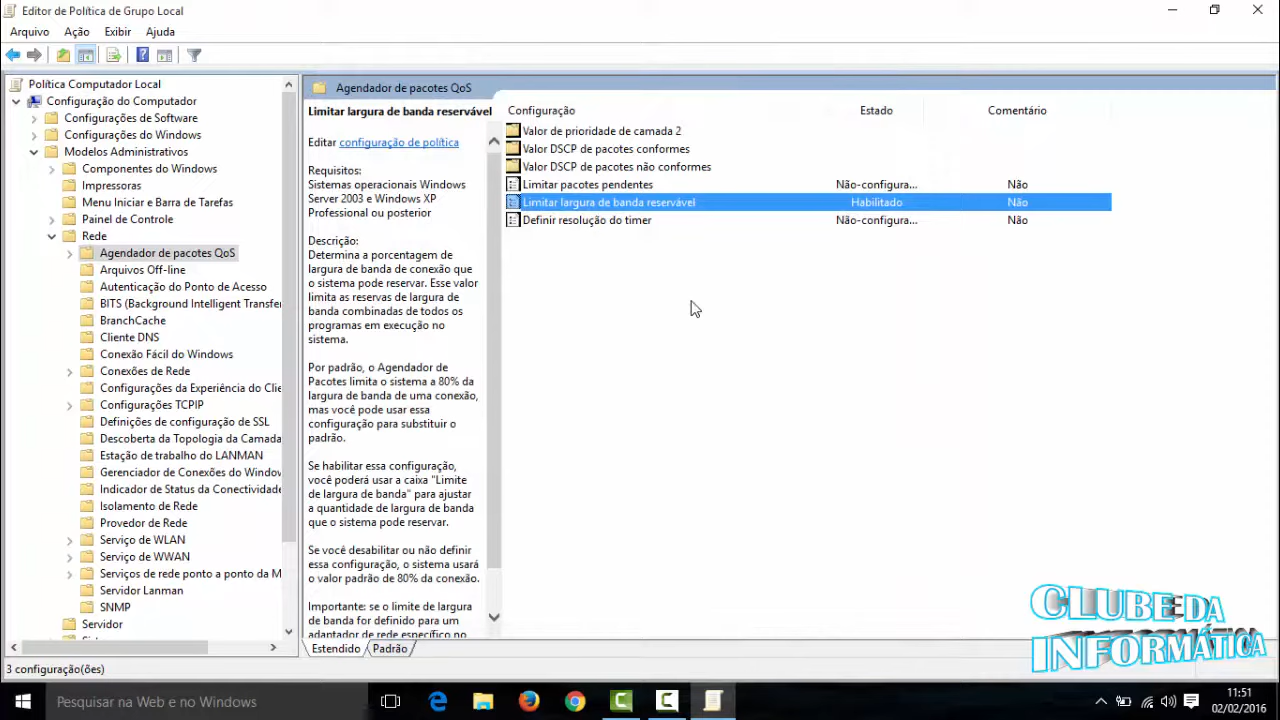 Editor de Política de Grupo Local
Arquivo Ação Exibir Ajuda
Política Computador Local
Configuração do Computador
Configurações de Software
Configurações do Windows
Modelos Administrativos
Componentes do Windows
Impressoras
Menu Iniciar e Barra de Tarefas
Painel de Controle
Rede
Agendador de pacotes QoS
Arquivos Off-line
Autenticação do Ponto de Acesso
BITS (Background Intelligent Transfer
BranchCache
Cliente DNS
Conexão Fácil do Windows
Conexões de Rede
Configurações da Experiência do Clie
Configurações TCPIP
Definições de configuração de SSL
Descoberta da Topologia da Camada
Estação de trabalho do LANMAN
Gerenciador de Conexões do Window
Indicador de Status da Conectividade
Isolamento de Rede
Provedor de Rede
Serviço de WLAN
Serviço de WWAN
Serviços de rede ponto a ponto da M
Servidor Lanman
SNMP
Servidor
Agendador de pacotes QoS
Limitar largura de banda reservável
Editar configuração de política
Requisitos:
Sistemas operacionais Windows
Server 2003 e Windows XP
Professional ou posterior
Descrição:
Determina a porcentagem de
largura de banda de conexão que
o sistema pode reservar. Esse valor
limita as reservas de largura de
banda combinadas de todos os
programas em execução no
sistema.
Por padrão, o Agendador de
Pacotes limita o sistema a 80% da
largura de banda de uma conexão,
mas você pode usar essa
configuração para substituir o
padrão.
Se habilitar essa configuração,
você poderá usar a caixa "Limite
de largura de banda" para ajustar
a quantidade de largura de banda
que o sistema pode reservar.
Se você desabilitar ou não definir
essa configuração, o sistema usará
o valor padrão de 80% da conexão.
Importante: se o limite de largura
de banda for definido para um
adaptador de rede específico no
Configuração Estado Comentário
Valor de prioridade de camada 2
Valor DSCP de pacotes conformes
Valor DSCP de pacotes não conformes
Limitar pacotes pendentes Não-configura... Não
Limitar largura de banda reservável Habilitado Não
Definir resolução do timer Não-configura... Não
Estendido Padrão
3 configuração(ões)
CLUBE DA
INFORMÁTICA
Pesquisar na Web e no Windows
11:51
02/02/2016